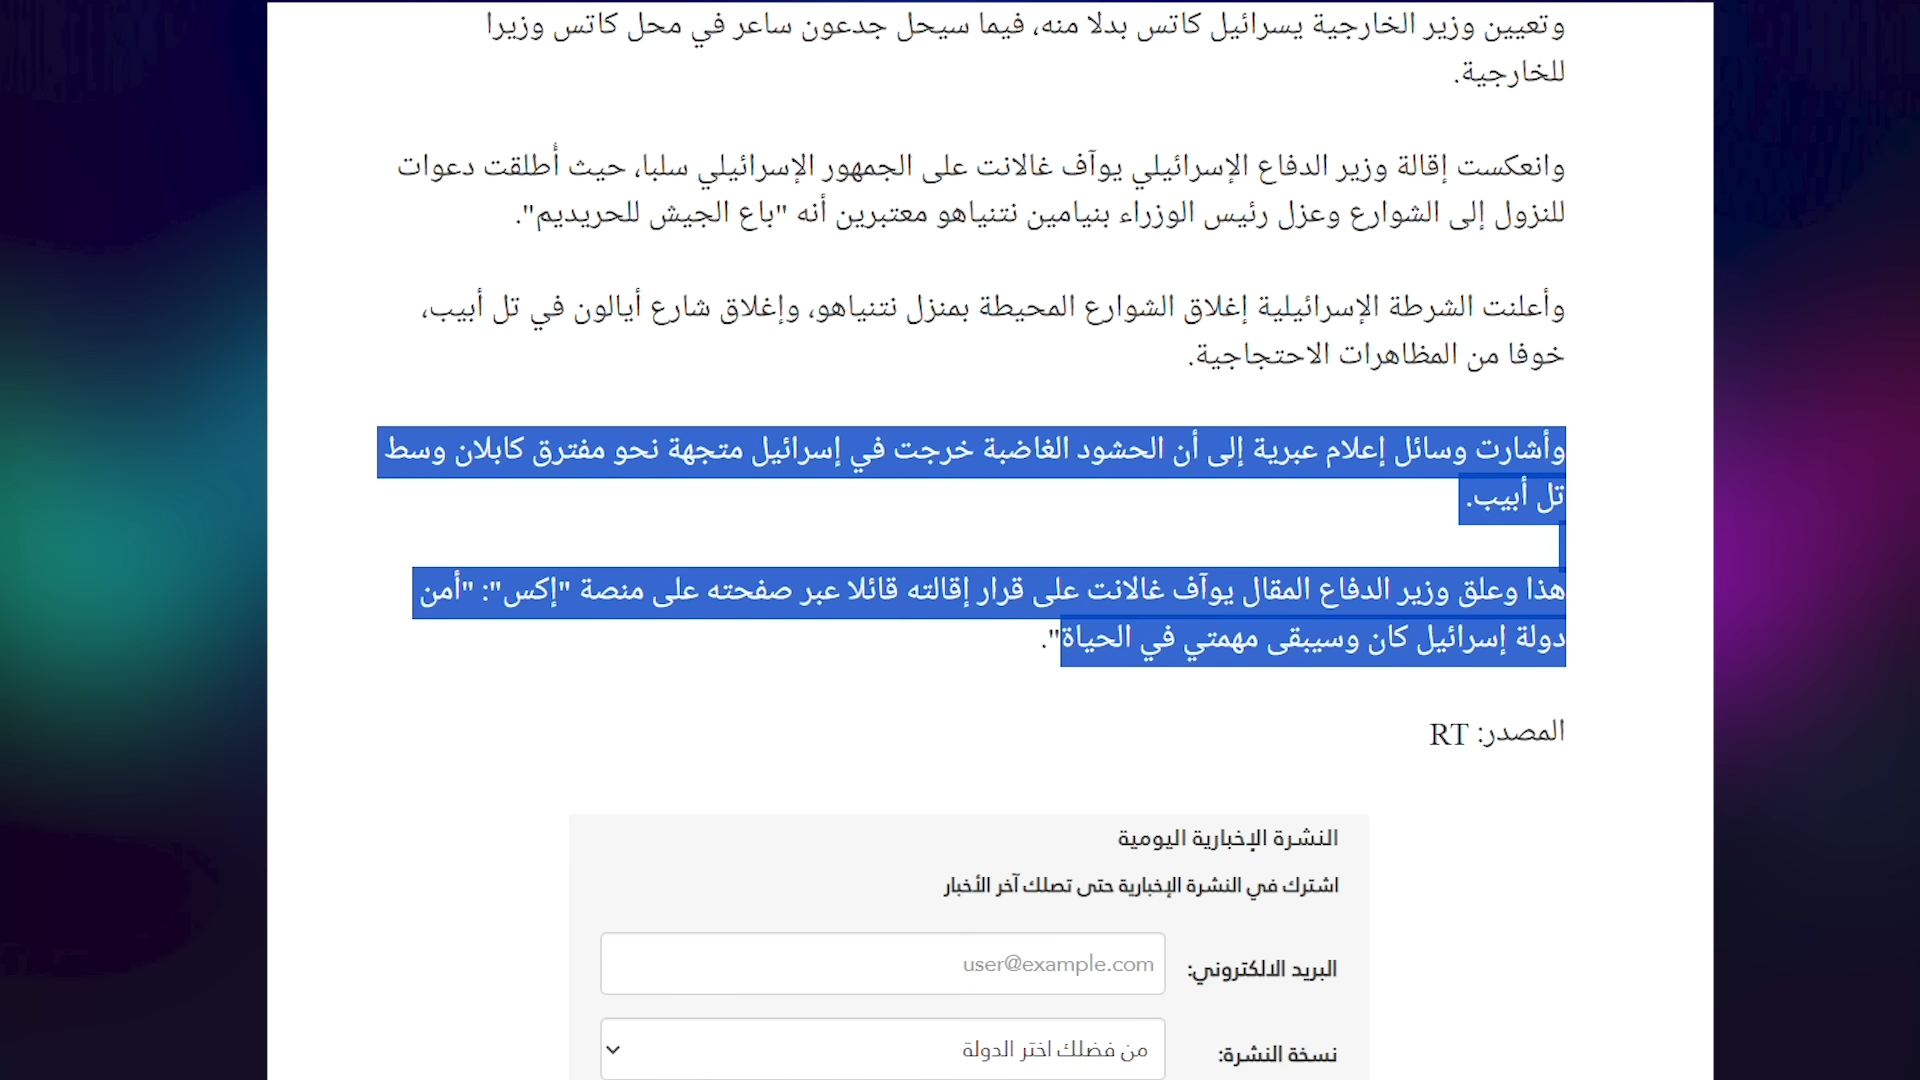 وتعيين وزير الخارجية يسرائيل كاتس بدلا منه، فيما سيحل جدعون ساعر في محل كاتس وزيرا
للخارجية.
وانعكست إقالة وزير الدفاع الإسرائيلي يوآف غالانت على الجمهور الإسرائيلي سلبا، حيث أُطلقت دعوات
للنزول إلى الشوارع وعزل رئيس الوزراء بنيامين نتنياهو معتبرين أنه "باع الجيش للحريديم".
وأعلنت الشرطة الإسرائيلية إغلاق الشوارع المحيطة بمنزل نتنياهو، وإغلاق شارع أيالون في تل أبيب،
خوفا من المظاهرات الاحتجاجية.
وأشارت وسائل إعلام عبرية إلى أن الحشود الغاضبة خرجت في إسرائيل متجهة نحو مفترق كابلان وسط
تل أبيب.
هذا وعلق وزير الدفاع المقال يوآف غالانت على قرار إقالته قائلا عبر صفحته على منصة "إكس": "أمن
دولة إسرائيل كان وسيبقى مهمتي في الحياة".
المصدر: RT
النشرة الإخبارية اليومية
اشترك في النشرة الإخبارية حتى تصلك آخر الأخبار
البريد الالكتروني: user@example.com
نسخة النشرة: من فضلك اختر الدولة